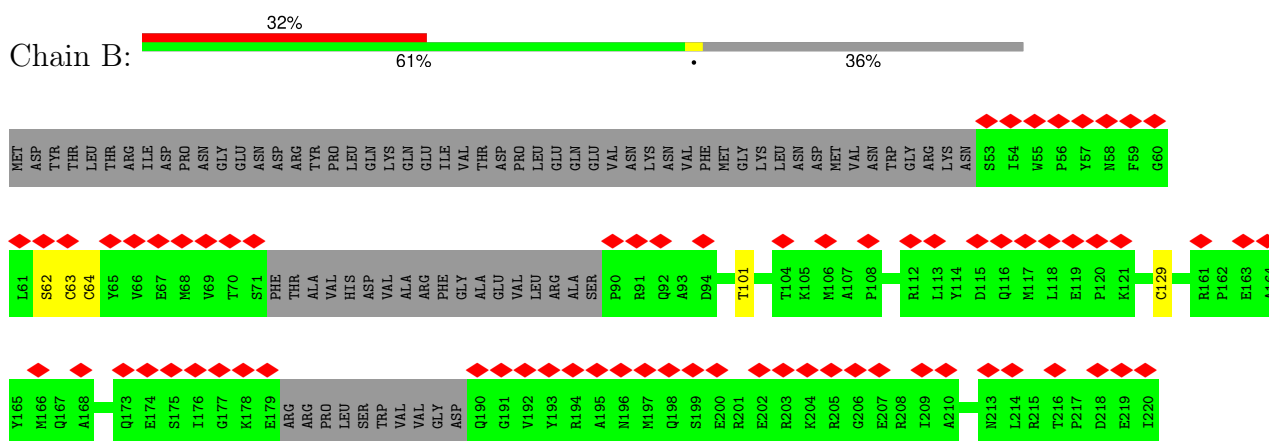 32%
Chain B:
61% • 36%
MET ASP TYR THR LEU THR ARG ILE ASP PRO ASN GLY GLU ASN ASP ARG TYR PRO LEU GLN LYS GLN GLU ILE VAL THR ASP PRO LEU GLU GLN GLU VAL ASN LYS ASN VAL PHE MET GLY LYS LEU ASN ASP MET VAL ASN TRP GLY ARG LYS ASN S53 I54 W55 P56 Y57 N58 F59 G60
L61 S62 C63 C64 Y65 V66 E67 M68 V69 T70 S71 PHE THR ALA VAL HIS ASP VAL ALA ARG PHE GLY ALA GLU VAL LEU ARG ALA SER P90 R91 Q92 A93 D94 T101 T104 K105 M106 A107 P108 R112 L113 Y114 D115 Q116 M117 L118 E119 P120 K121 C129 R161 P162 E163 A164
Y165 M166 Q167 A168 Q173 E174 S175 I176 G177 K178 E179 ARG ARG PRO LEU SER TRP VAL VAL GLY ASP Q190 G191 V192 Y193 R194 A195 N196 M197 Q198 S199 E200 R201 E202 R203 K204 R205 G206 E207 R208 I209 A210 N213 L214 R215 T216 P217 D218 E219 I220